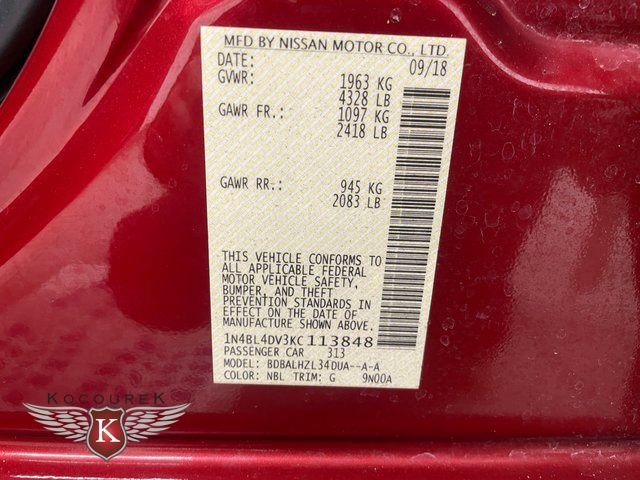 MFD BY NISSAN MOTOR CO., LTD.
DATE: 09/18
GVWR: 1963 KG
4328 LB
GAWR FR.: 1097 KG
2418 LB
GAWR RR.: 945 KG
2083 LB
THIS VEHICLE CONFORMS TO
ALL APPLICABLE FEDERAL
MOTOR VEHICLE SAFETY,
BUMPER, AND THEFT
PREVENTION STANDARDS IN
EFFECT ON THE DATE OF
MANUFACTURE SHOWN ABOVE.
1N4BL4DV3KC113848
PASSENGER CAR 313
MODEL: BDBALHZL34DUA--A-A
COLOR: NBL TRIM: G 9N00A
KOCOUREK
K